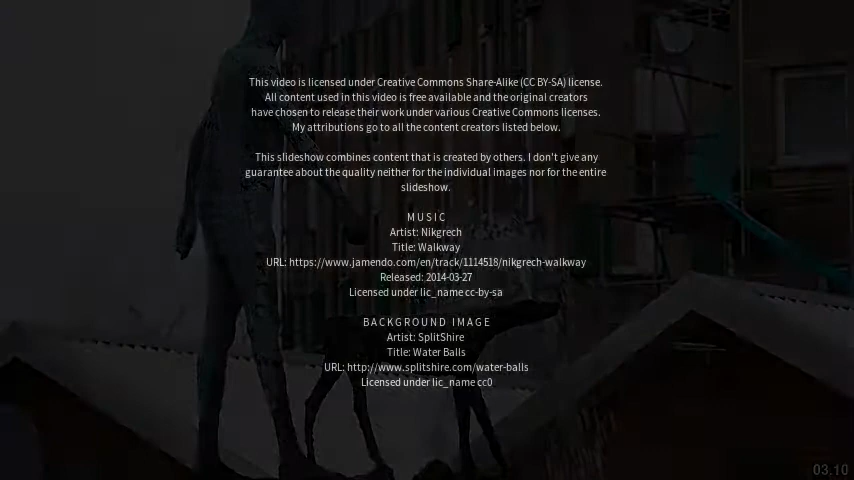 This video is licensed under Creative Commons Share-Alike (CC BY-SA) license.
All content used in this video is free available and the original creators
have chosen to release their work under various Creative Commons licenses.
My attributions go to all the content creators listed below.
This slideshow combines content that is created by others. I don't give any
guarantee about the quality neither for the individual images nor for the entire
slideshow.
MUSIC
Artist: Nikgrech
Title: Walkway
URL: https://www.jamendo.com/en/track/1114518/nikgrech-walkway
Released: 2014-03-27
Licensed under lic_name cc-by-sa
BACKGROUND IMAGE
Artist: SplitShire
Title: Water Balls
URL: http://www.splitshire.com/water-balls
Licensed under lic_name cc0
03.10